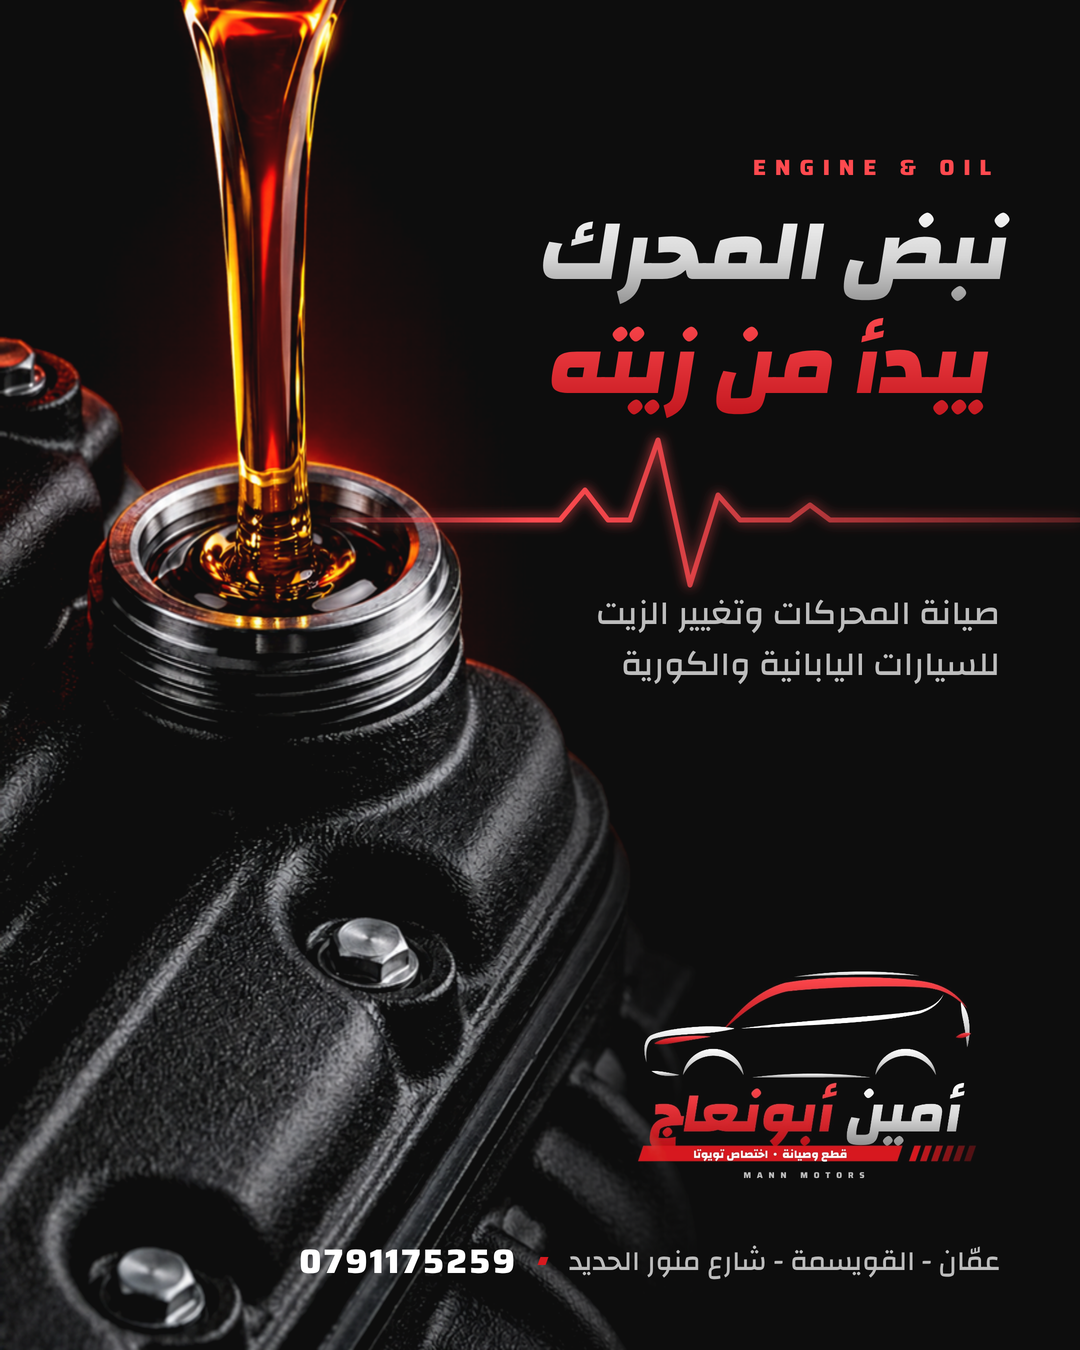 ENGINE & OIL
نبض المحرك
يبدأ من زيته
صيانة المحركات وتغيير الزيت
للسيارات اليابانية والكورية
أمين أبونعاج
قطع وصيانة • اختصاص تويوتا
MANN MOTORS
عمّان - القويسمة - شارع منور الحديد ▪ 0791175259